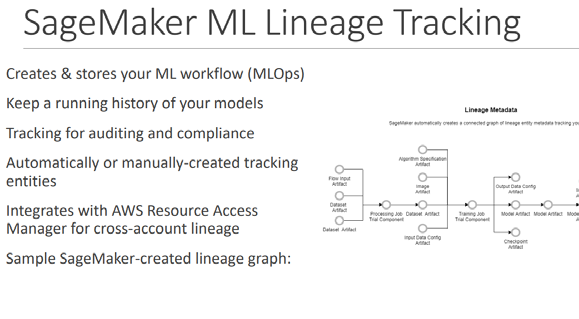 SageMaker ML Lineage Tracking
Creates & stores your ML workflow (MLOps)
Keep a running history of your models
Tracking for auditing and compliance
Automatically or manually-created tracking
entities
Integrates with AWS Resource Access
Manager for cross-account lineage
Sample SageMaker-created lineage graph:
Lineage Metadata
SageMaker automatically creates a connected graph of lineage entity metadata tracking
Algorithm Specification
Artifact
Flow Input
Artifact
Image
Artifact
Output Data Config
Artifact
Dataset
Artifact
Processing Job
Trial Component
Dataset Artifact
Training Job
Trial Component
Model Artifact
Model Artifact
Dataset Artifact
Input Data Config
Artifact
Checkpoint
Artifact